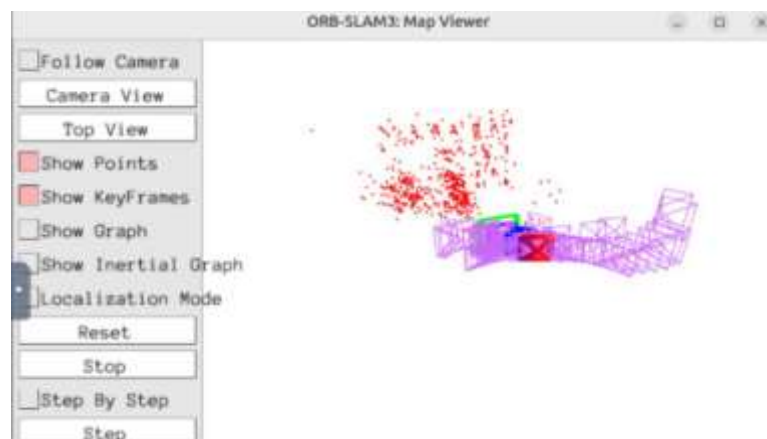 ORB-SLAM3: Map Viewer
Follow Camera
Camera View
Top View
Show Points
Show KeyFrames
Show Graph
Show Inertial Graph
Localization Mode
Reset
Stop
Step By Step
Step